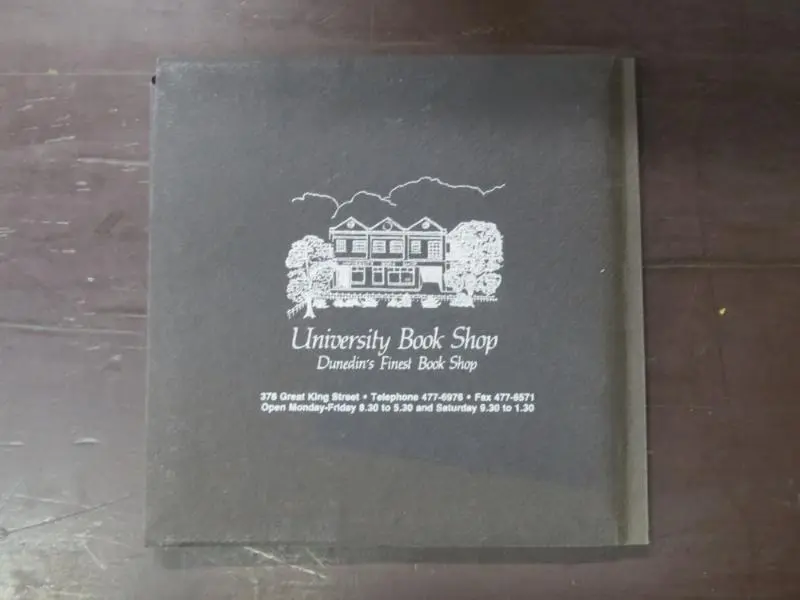 University Book Shop
Dunedin's Finest Book Shop
378 Great King Street • Telephone 477-6976 • Fax 477-6571
Open Monday-Friday 8.30 to 5.30 and Saturday 9.30 to 1.30